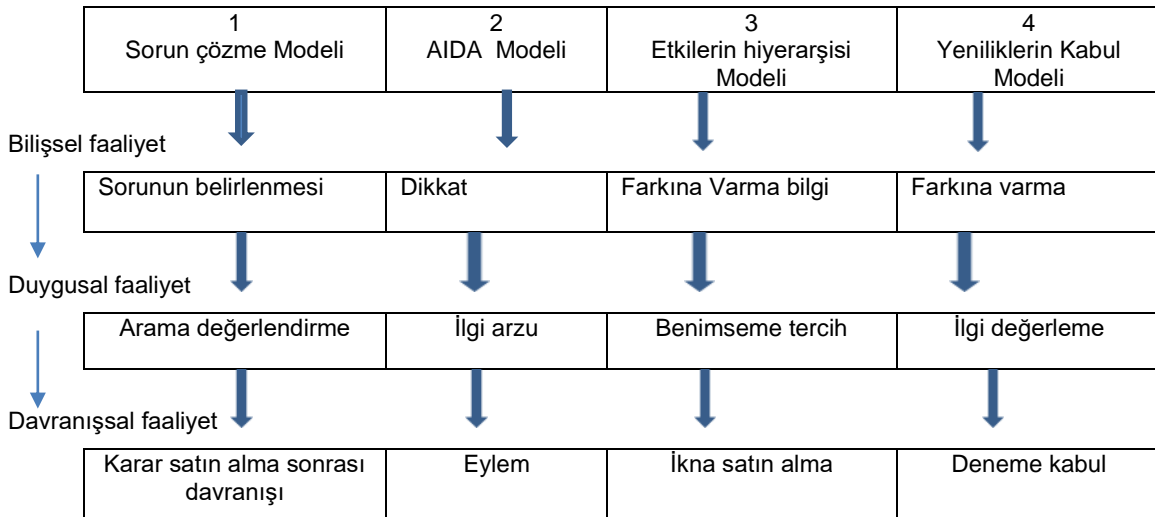 1
Sorun çözme Modeli
2
AIDA Modeli
3
Etkilerin hiyerarşisi
Modeli
4
Yeniliklerin Kabul
Modeli
Bilişsel faaliyet
Sorunun belirlenmesi
Dikkat
Farkına Varma bilgi
Farkına varma
Duygusal faaliyet
Arama değerlendirme
İlgi arzu
Benimseme tercih
İlgi değerleme
Davranışsal faaliyet
Karar satın alma sonrası
davranışı
Eylem
İkna satın alma
Deneme kabul